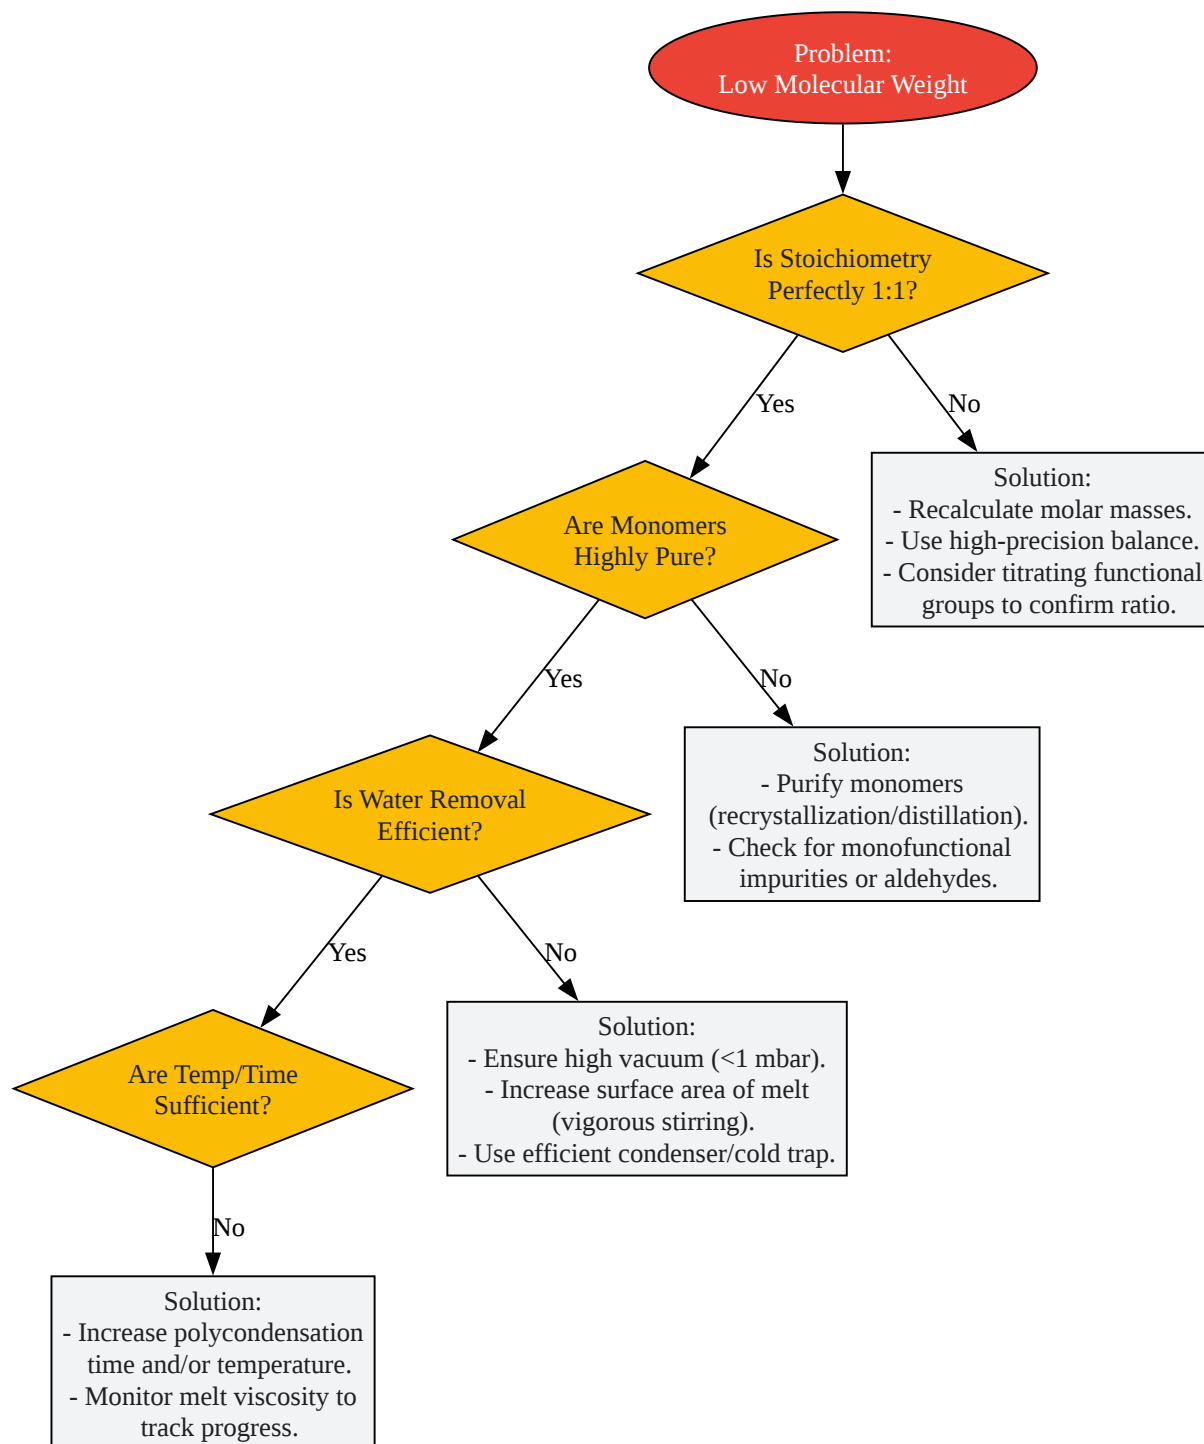 Problem:
Low Molecular Weight
Is Stoichiometry
Perfectly 1:1?
Yes
No
Solution:
- Recalculate molar masses.
- Use high-precision balance.
- Consider titrating functional
groups to confirm ratio.
Are Monomers
Highly Pure?
Yes
No
Solution:
- Purify monomers
(recrystallization/distillation).
- Check for monofunctional
impurities or aldehydes.
Is Water Removal
Efficient?
Yes
No
Solution:
- Ensure high vacuum (<1 mbar).
- Increase surface area of melt
(vigorous stirring).
- Use efficient condenser/cold trap.
Are Temp/Time
Sufficient?
No
Solution:
- Increase polycondensation
time and/or temperature.
- Monitor melt viscosity to
track progress.